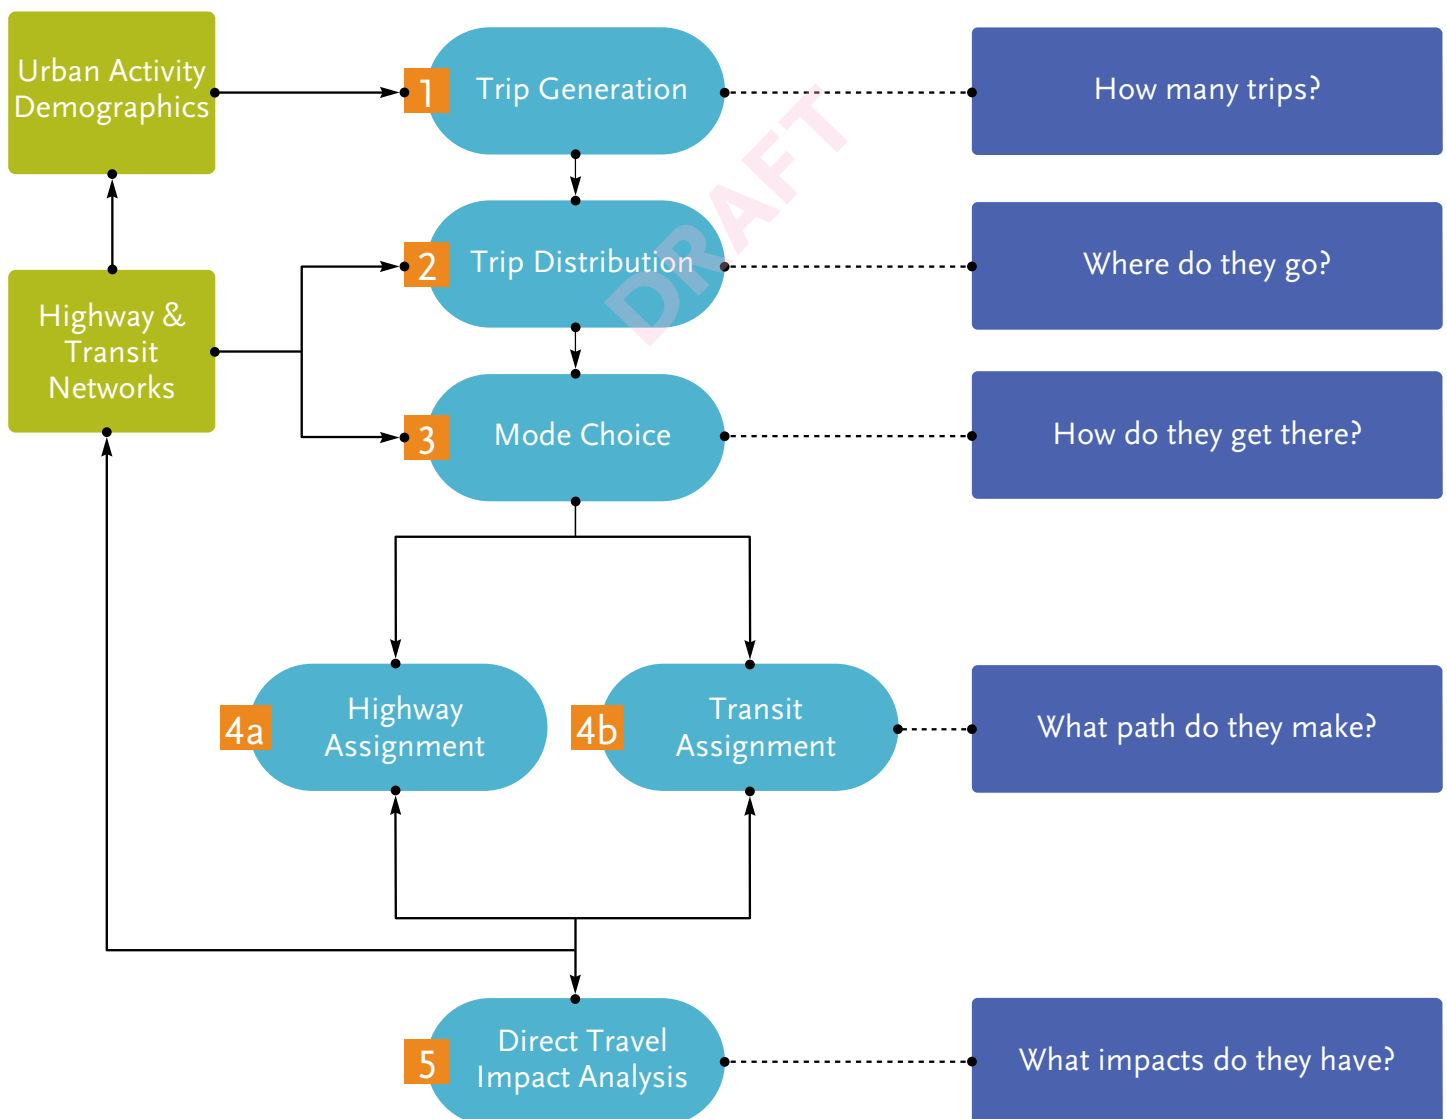 Urban Activity
Demographics
1
Trip Generation
How many trips?
DRAFT
2
Trip Distribution
Where do they go?
Highway &
Transit
Networks
3
Mode Choice
How do they get there?
4a
Highway
Assignment
4b
Transit
Assignment
What path do they make?
5
Direct Travel
Impact Analysis
What impacts do they have?